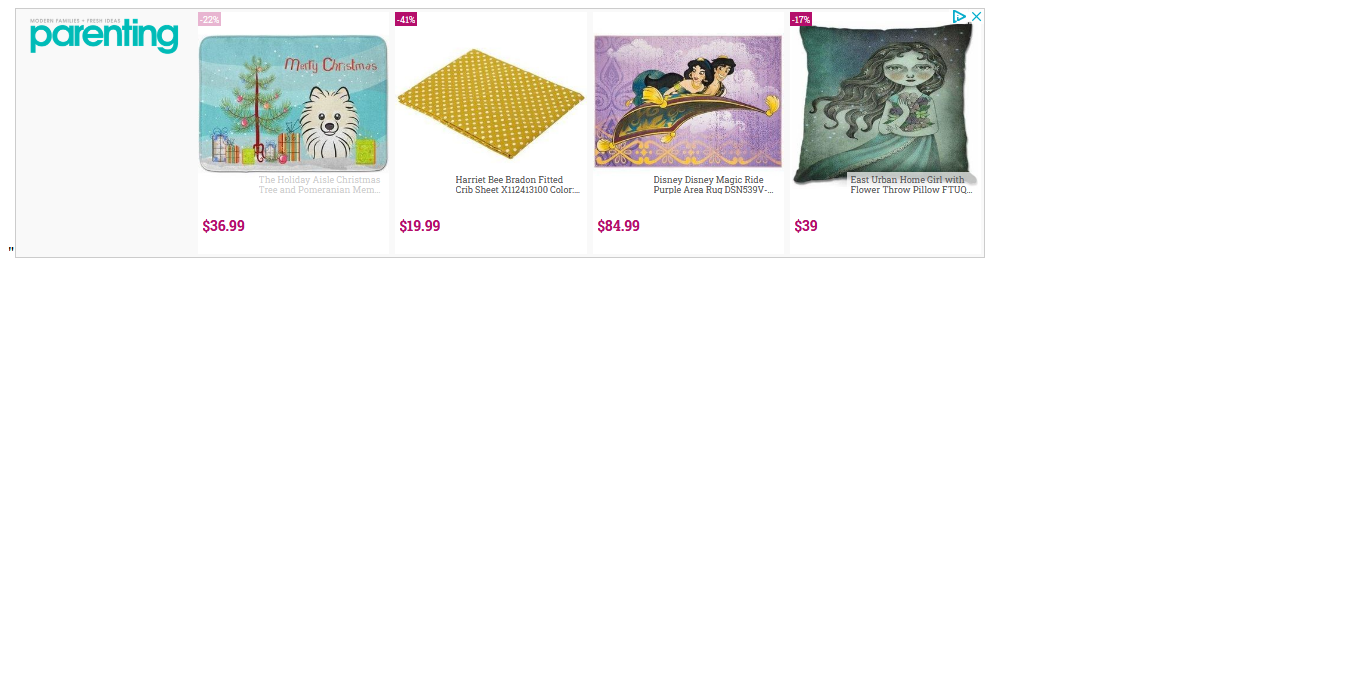 MODERN FAMILIES + FRESH IDEAS
parenting
-22%
Merry Christmas
The Holiday Aisle Christmas
Tree and Pomeranian Mem...
$36.99
-41%
Harriet Bee Bradon Fitted
Crib Sheet X112413100 Color:...
$19.99
Disney Disney Magic Ride
Purple Area Rug DSN539V-...
$84.99
-17%
East Urban Home Girl with
Flower Throw Pillow FTUQ...
$39
"